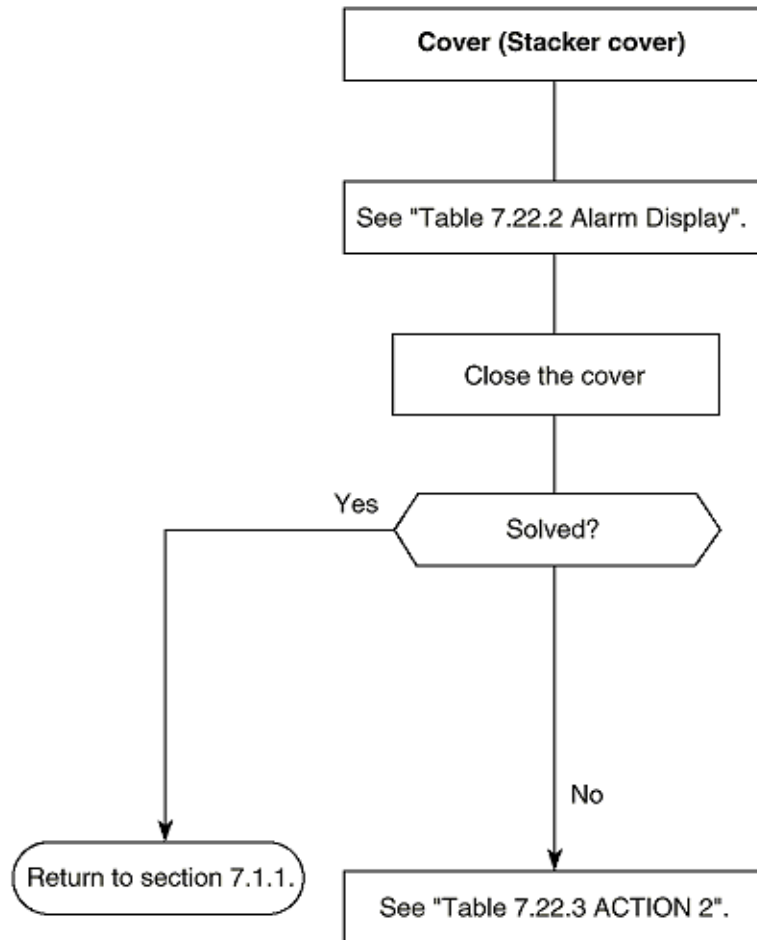 Cover (Stacker cover)
See "Table 7.22.2 Alarm Display".
Close the cover
Yes
Solved?
No
Return to section 7.1.1.
See "Table 7.22.3 ACTION 2".